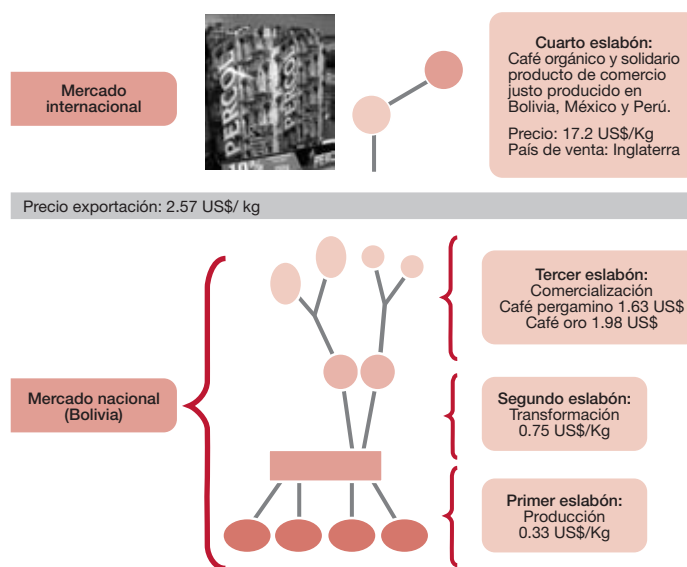 Mercado
internacional
PERCOL
PERCOL
Cuarto eslabón:
Café orgánico y solidario
producto de comercio
justo producido en
Bolivia, México y Perú.
Precio: 17.2 US$/Kg
País de venta: Inglaterra
Precio exportación: 2.57 US$/ kg
Tercer eslabón:
Comercialización
Café pergamino 1.63 US$
Café oro 1.98 US$
Mercado nacional
(Bolivia)
Segundo eslabón:
Transformación
0.75 US$/Kg
Primer eslabón:
Producción
0.33 US$/Kg